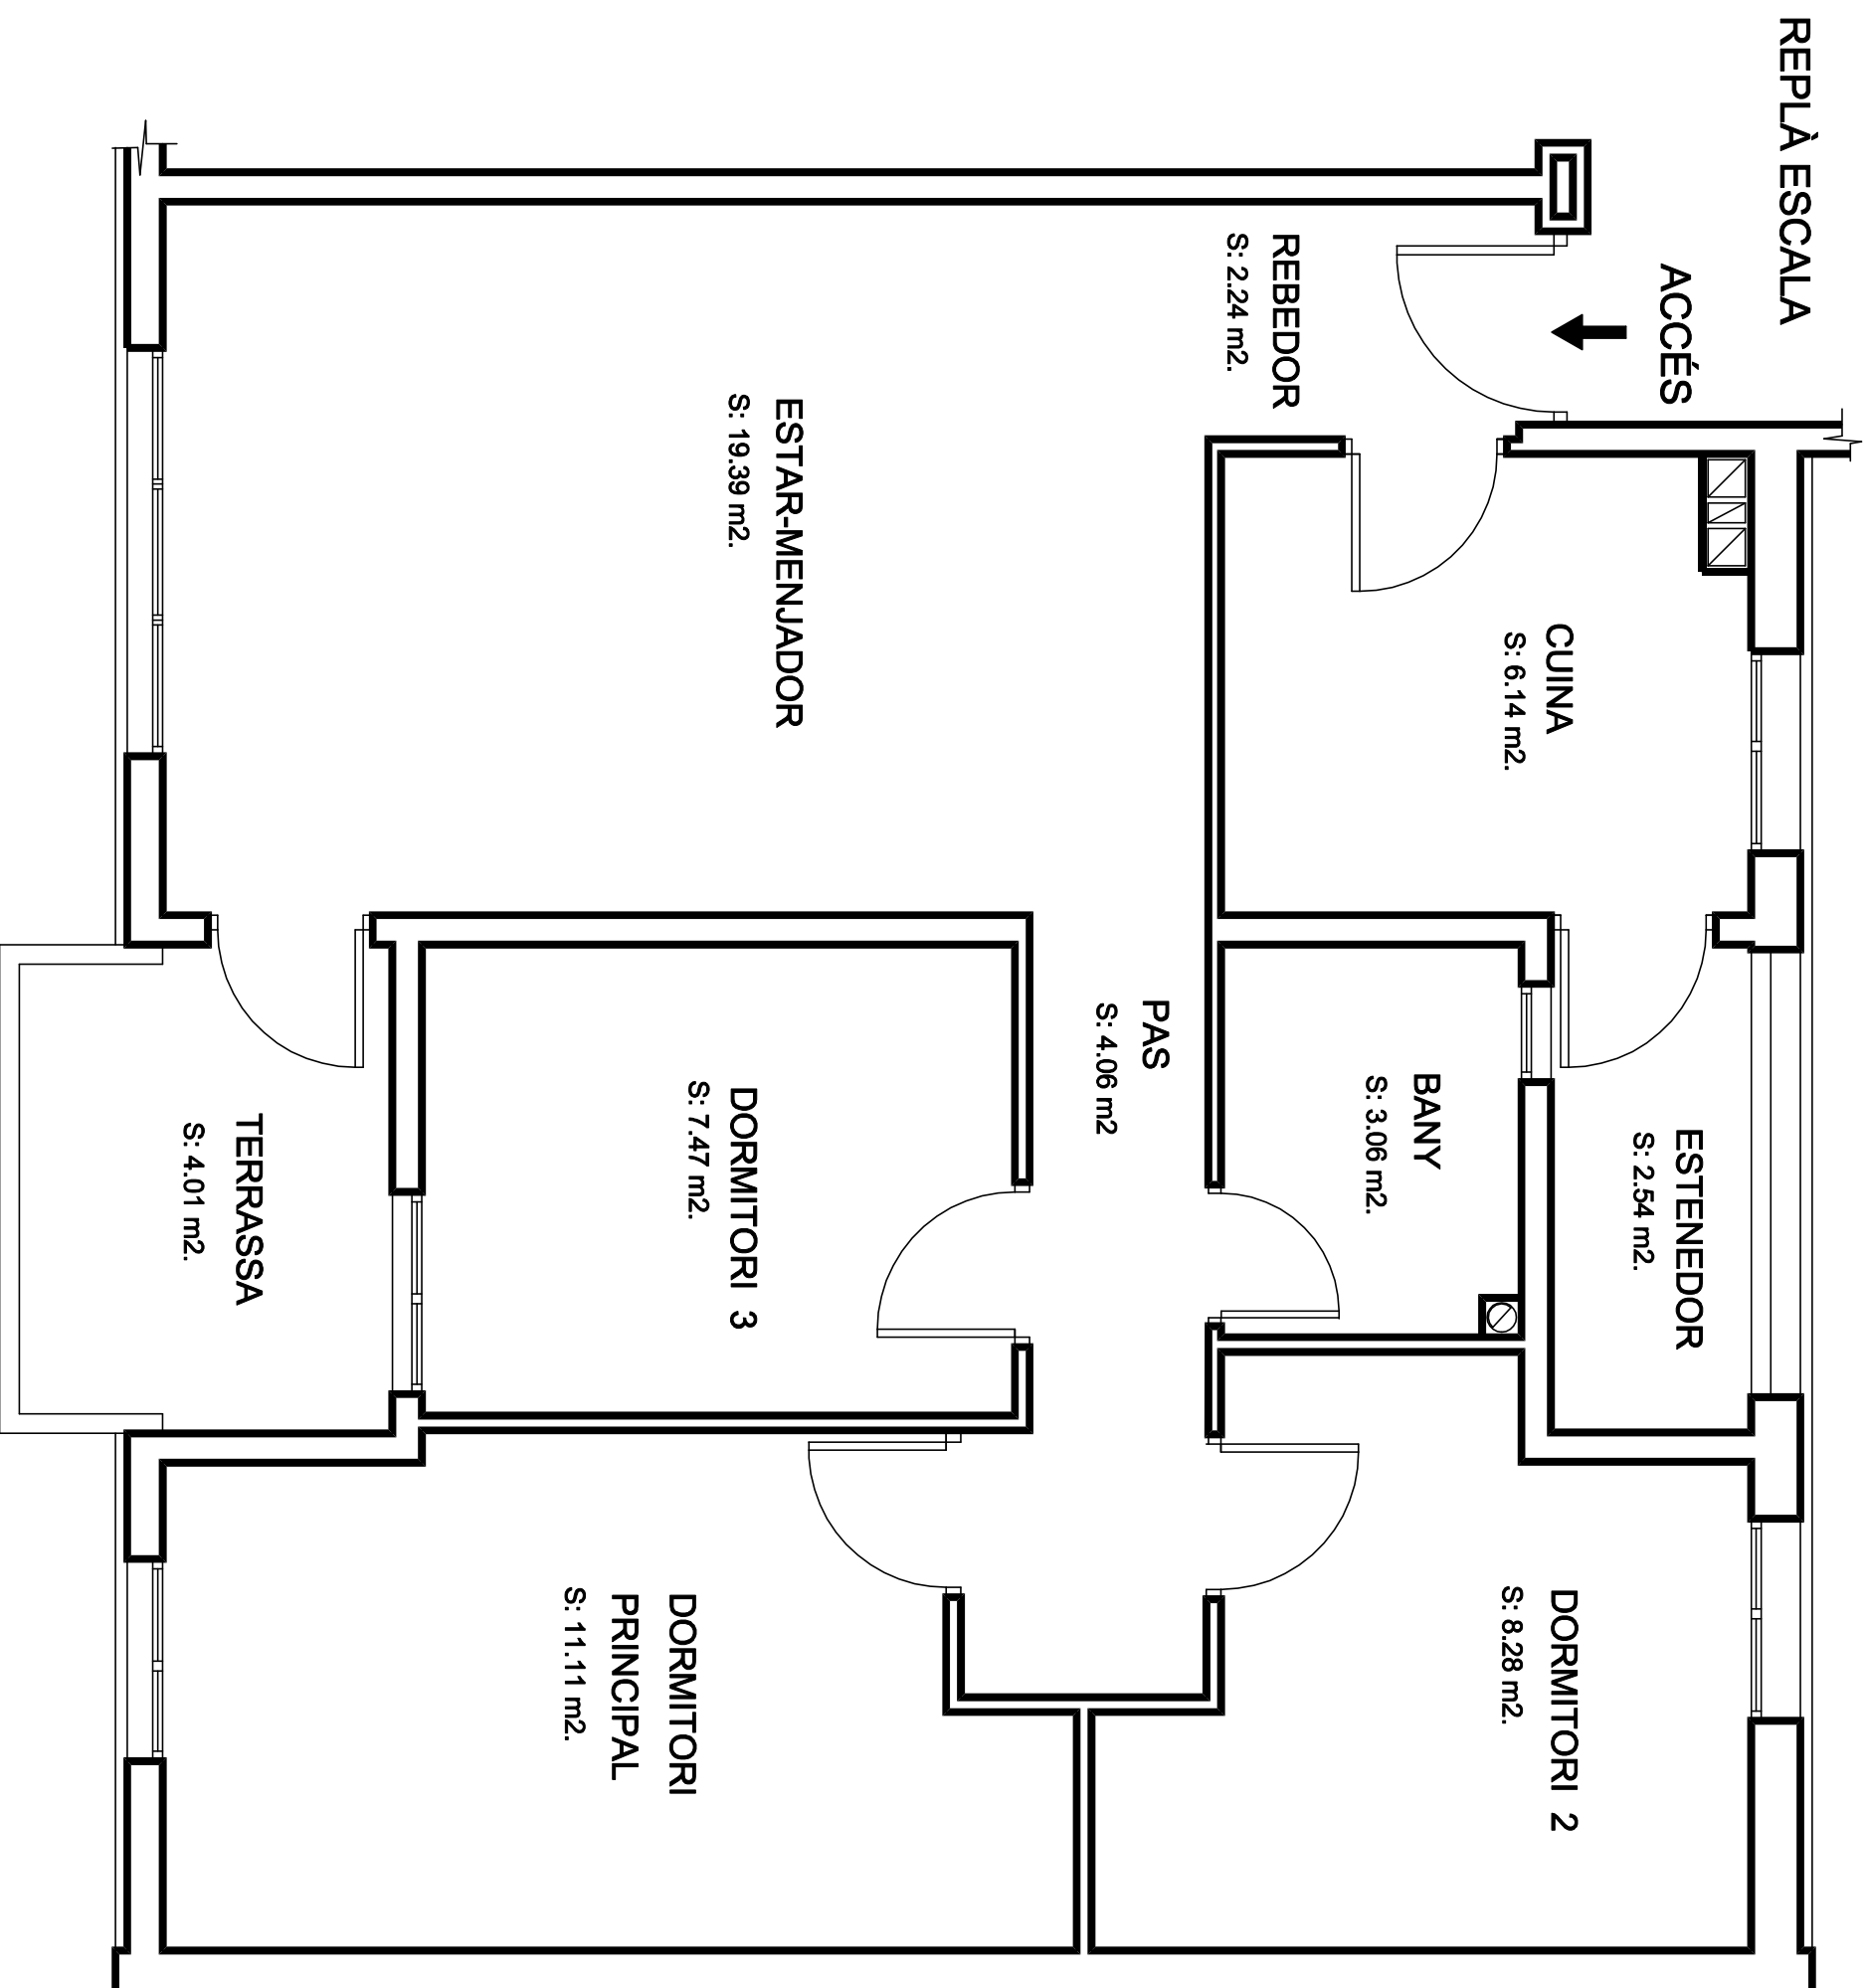 REPLÀ ESCALA
ACCÉS
REBEDOR
S: 2.24 m2.
CUINA
S: 6.14 m2.
ESTAR-MENJADOR
S: 19.39 m2.
ESTENEDOR
S: 2.54 m2.
BANY
S: 3.06 m2.
PAS
S: 4.06 m2
DORMITORI 3
S: 7.47 m2.
TERRASSA
S: 4.01 m2.
DORMITORI 2
S: 8.28 m2.
DORMITORI
PRINCIPAL
S: 11.11 m2.